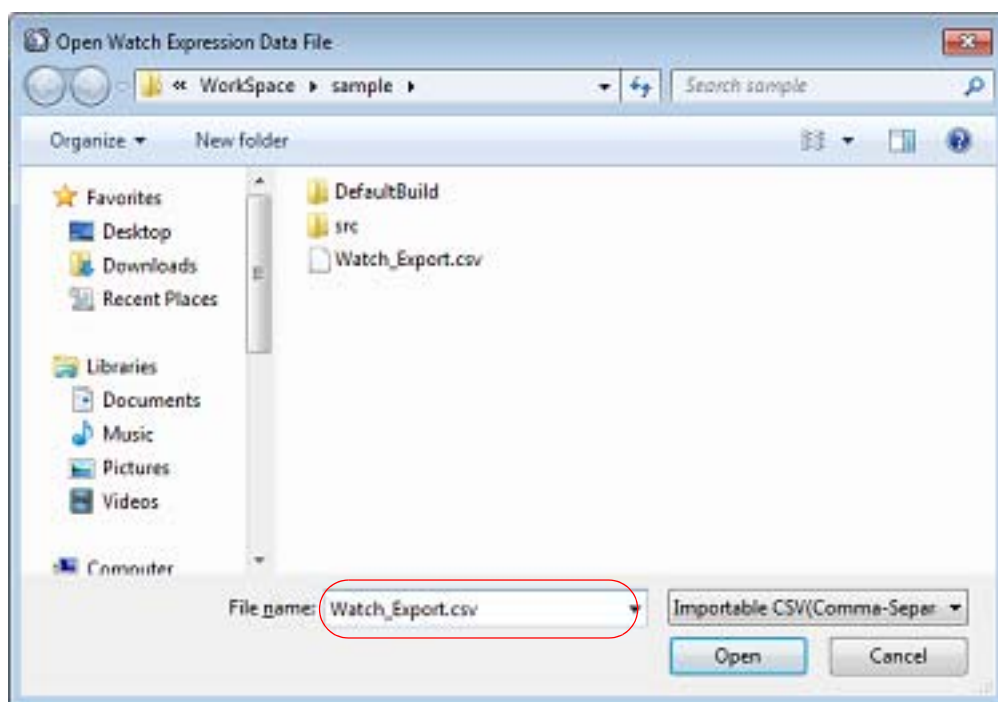 Open Watch Expression Data File
« WorkSpace ▸ sample ▸
Search sample
Organize ▾ New folder
Favorites
Desktop
Downloads
Recent Places
Libraries
Documents
Music
Pictures
Videos
Computer
DefaultBuild
src
Watch_Export.csv
File name: Watch_Export.csv
Importable CSV(Comma-Separ
Open Cancel